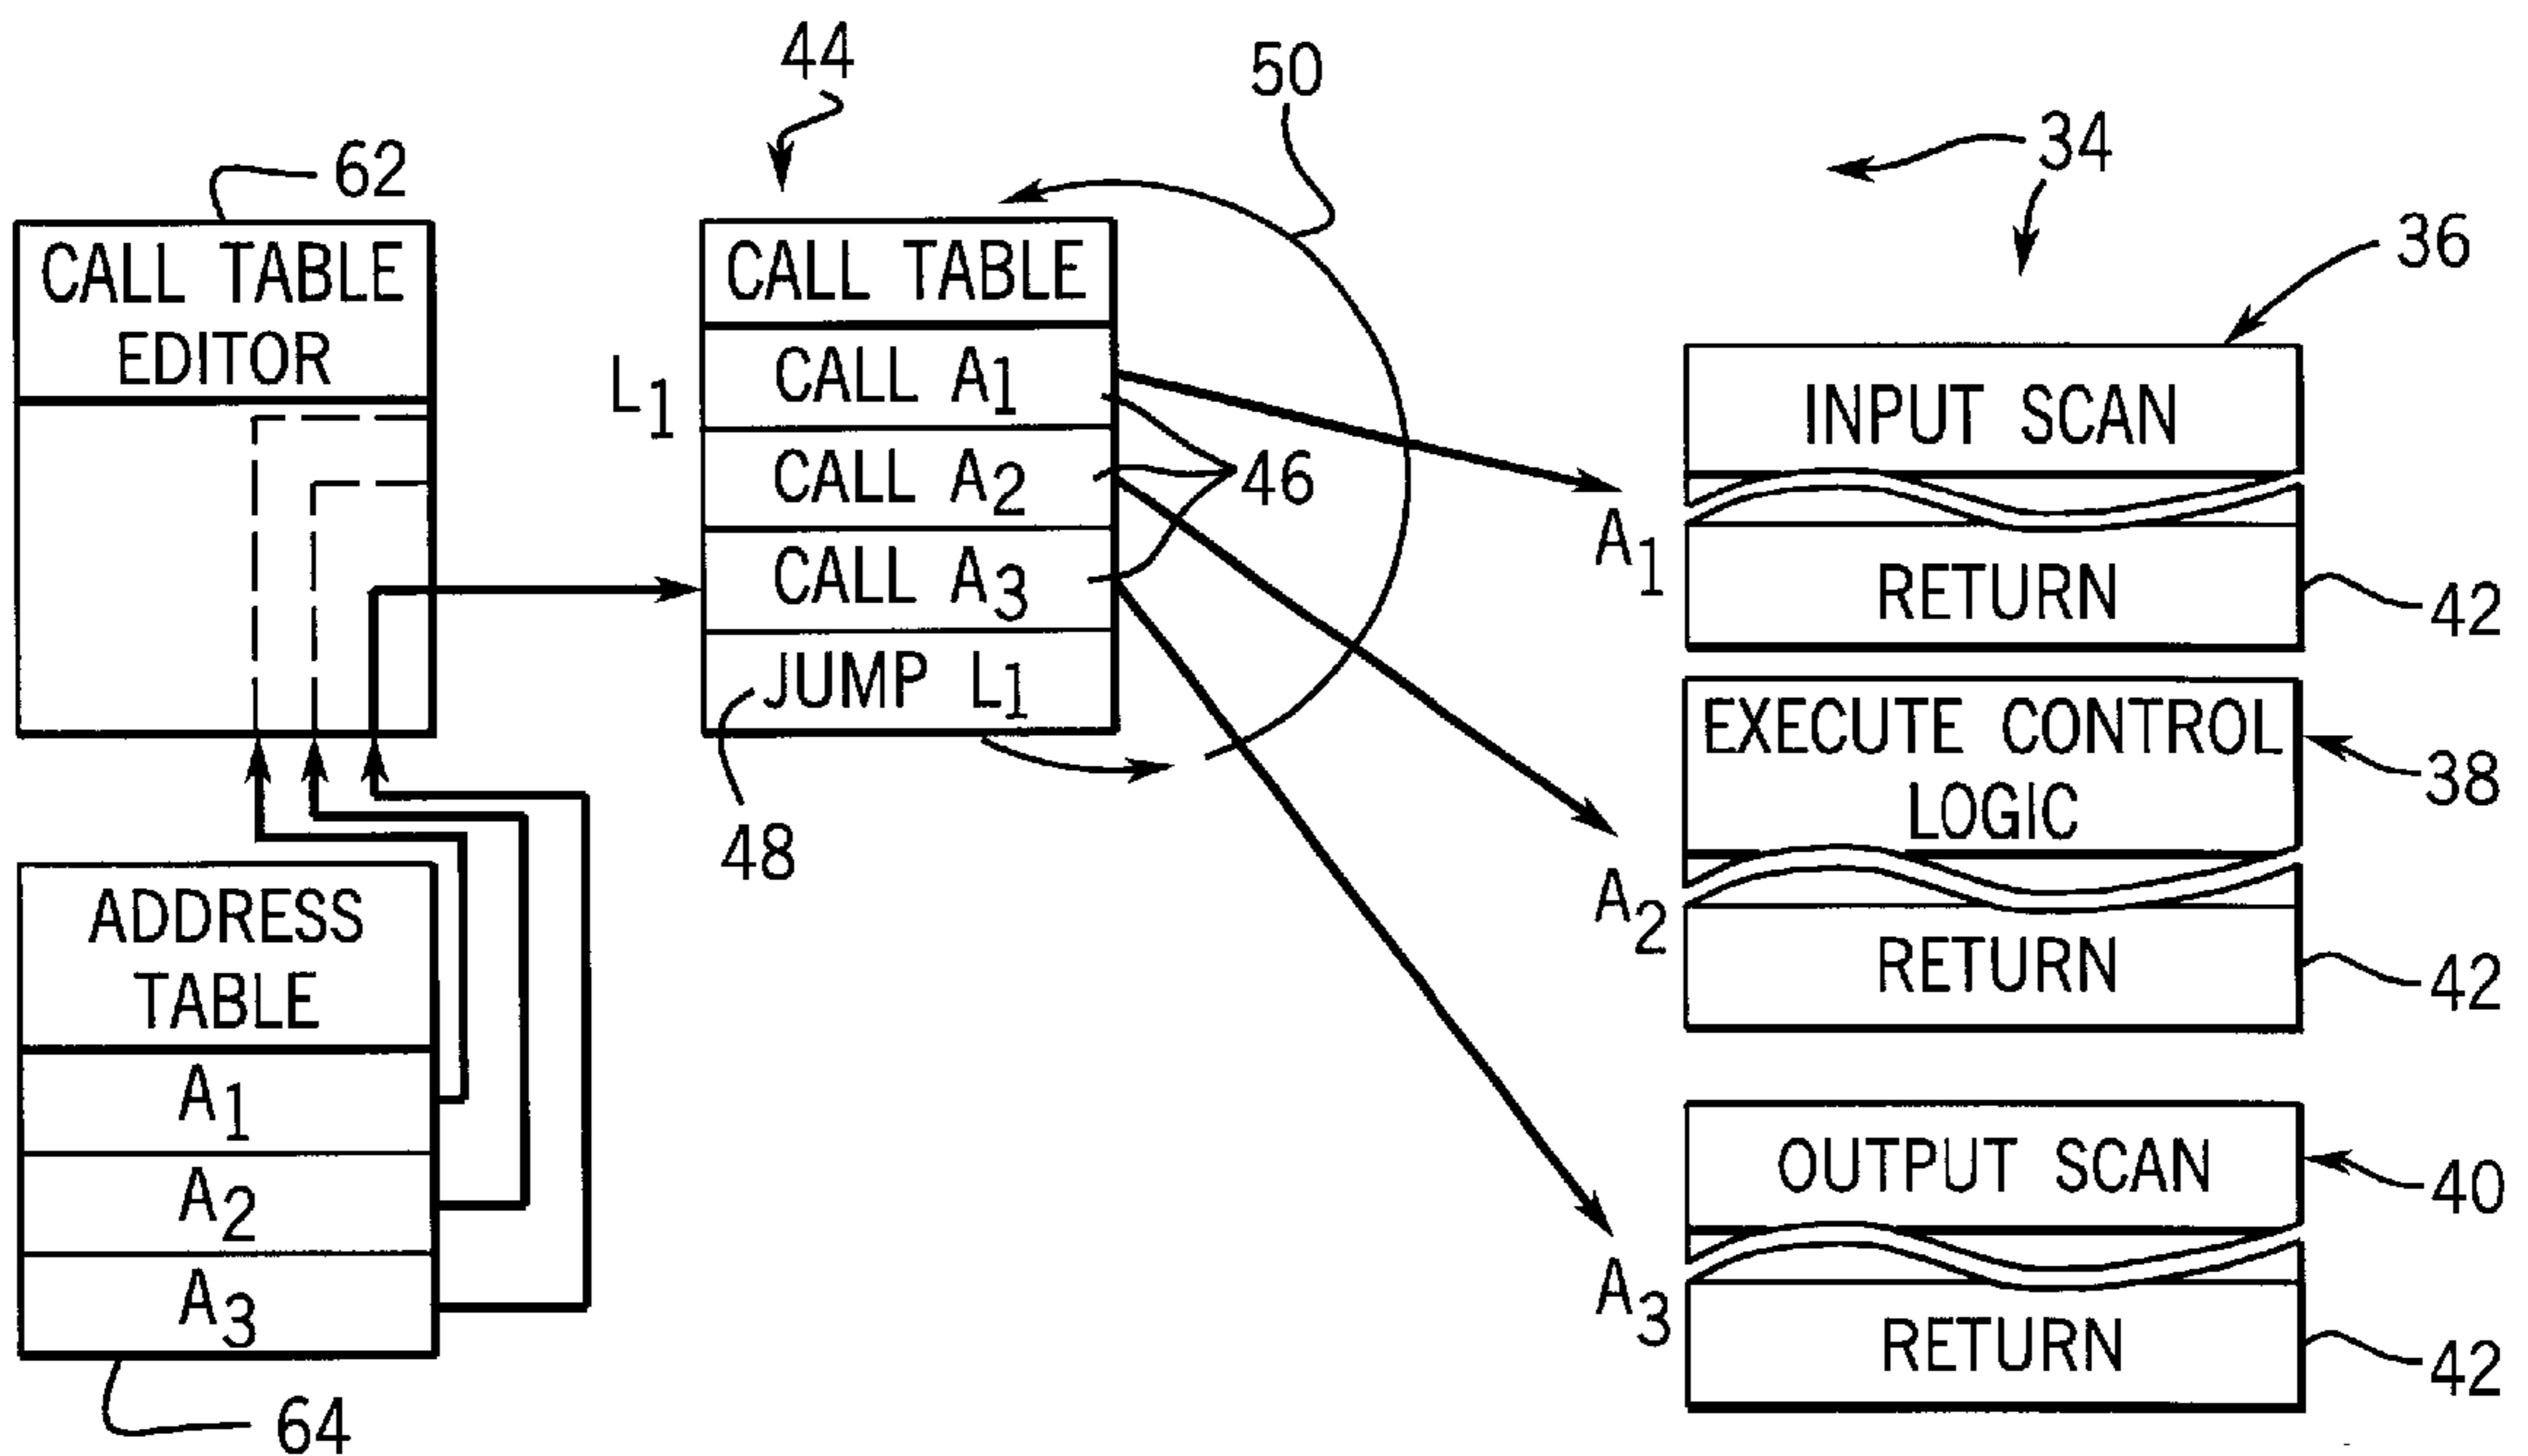 44
50
34
62
36
CALL TABLE
EDITOR
CALL TABLE
L1
CALL A1
CALL A2
CALL A3
JUMP L1
46
48
INPUT SCAN
A1
RETURN
42
EXECUTE CONTROL
LOGIC
38
A2
RETURN
42
OUTPUT SCAN
40
A3
RETURN
42
ADDRESS
TABLE
A1
A2
A3
64